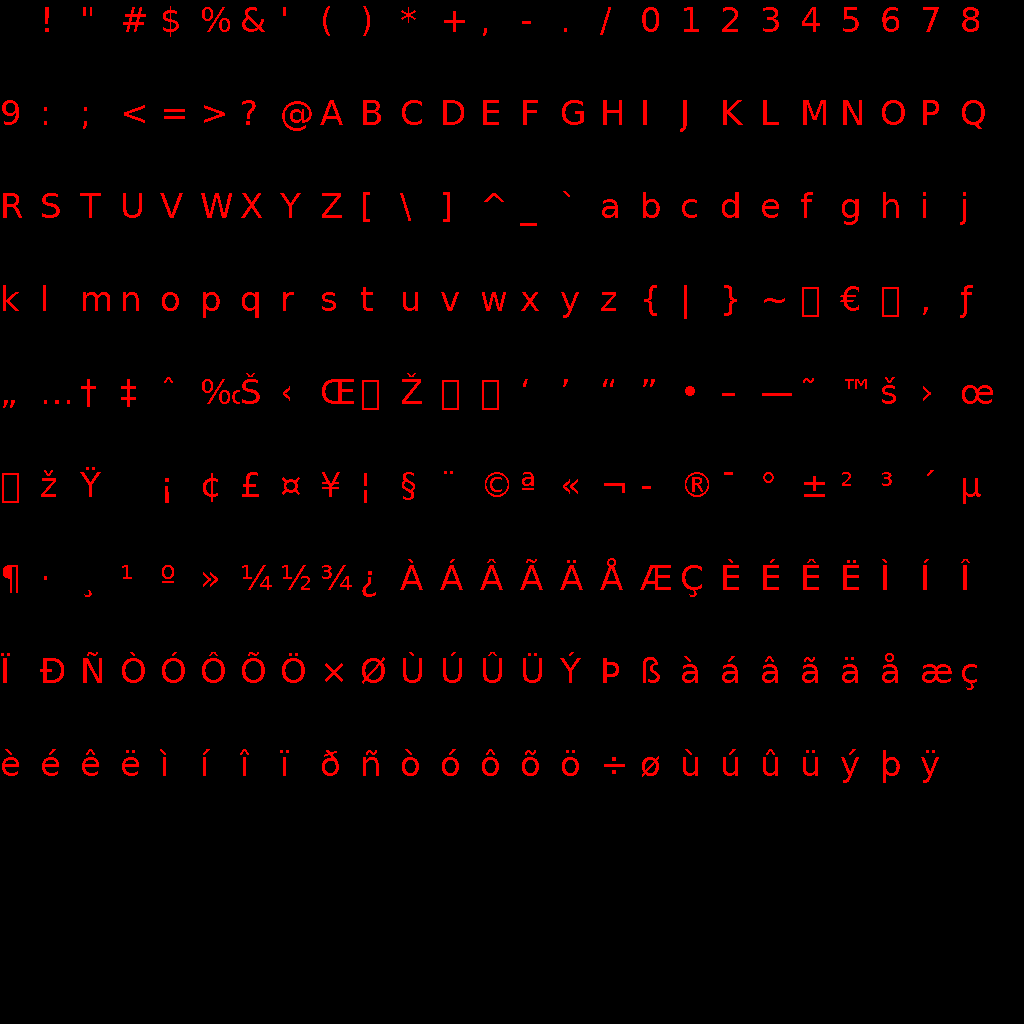 ! " # $ % & ' ( ) * + , - . / 0 1 2 3 4 5 6 7 8
9 : ; < = > ? @ A B C D E F G H I J K L M N O P Q
R S T U V W X Y Z [ \ ] ^ _ ` a b c d e f g h i j
k l m n o p q r s t u v w x y z { | } ~ € ‚ ƒ
„ … † ‡ ˆ ‰ Š ‹ Œ Ž ‘ ’ “ ” • – — ˜ ™ š › œ
ž Ÿ ¡ ¢ £ ¤ ¥ ¦ § ¨ © ª « ¬ - ® ¯ ° ± ² ³ ´ µ
¶ · ¸ ¹ º » ¼ ½ ¾ ¿ À Á Â Ã Ä Å Æ Ç È É Ê Ë Ì Í Î
Ï Ð Ñ Ò Ó Ô Õ Ö × Ø Ù Ú Û Ü Ý Þ ß à á â ã ä å æ ç
è é ê ë ì í î ï ð ñ ò ó ô õ ö ÷ ø ù ú û ü ý þ ÿ